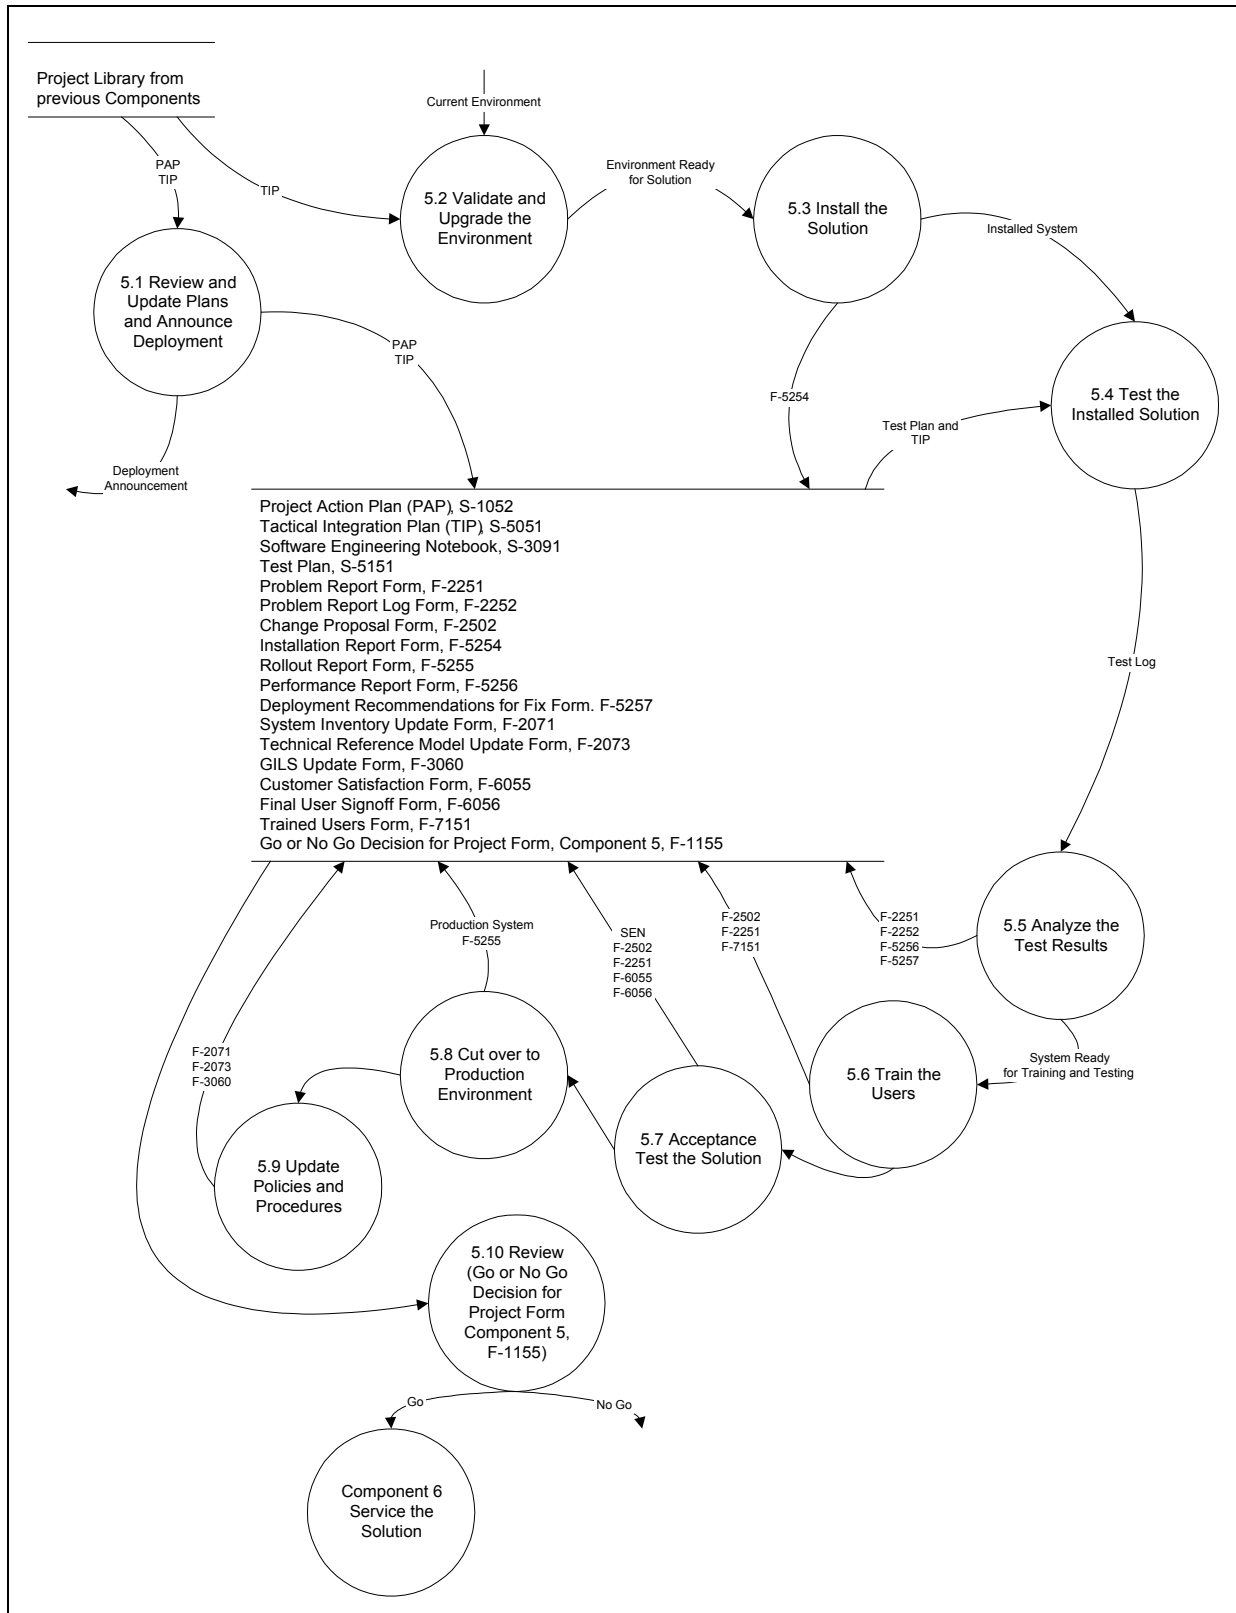 Project Library from
previous Components
Current Environment
PAP
TIP
TIP
5.2 Validate and
Upgrade the
Environment
Environment Ready
for Solution
5.3 Install the
Solution
Installed System
5.1 Review and
Update Plans
and Announce
Deployment
PAP
TIP
F-5254
Test Plan and
TIP
5.4 Test the
Installed Solution
Deployment
Announcement
Project Action Plan (PAP), S-1052
Tactical Integration Plan (TIP), S-5051
Software Engineering Notebook, S-3091
Test Plan, S-5151
Problem Report Form, F-2251
Problem Report Log Form, F-2252
Change Proposal Form, F-2502
Installation Report Form, F-5254
Rollout Report Form, F-5255
Performance Report Form, F-5256
Deployment Recommendations for Fix Form. F-5257
System Inventory Update Form, F-2071
Technical Reference Model Update Form, F-2073
GILS Update Form, F-3060
Customer Satisfaction Form, F-6055
Final User Signoff Form, F-6056
Trained Users Form, F-7151
Go or No Go Decision for Project Form, Component 5, F-1155
Test Log
Production System
F-5255
SEN
F-2502
F-2251
F-6055
F-6056
F-2502
F-2251
F-7151
F-2251
F-2252
F-5256
F-5257
5.5 Analyze the
Test Results
F-2071
F-2073
F-3060
5.8 Cut over to
Production
Environment
5.6 Train the
Users
System Ready
for Training and Testing
5.7 Acceptance
Test the Solution
5.9 Update
Policies and
Procedures
5.10 Review
(Go or No Go
Decision for
Project Form
Component 5,
F-1155)
Go
No Go
Component 6
Service the
Solution